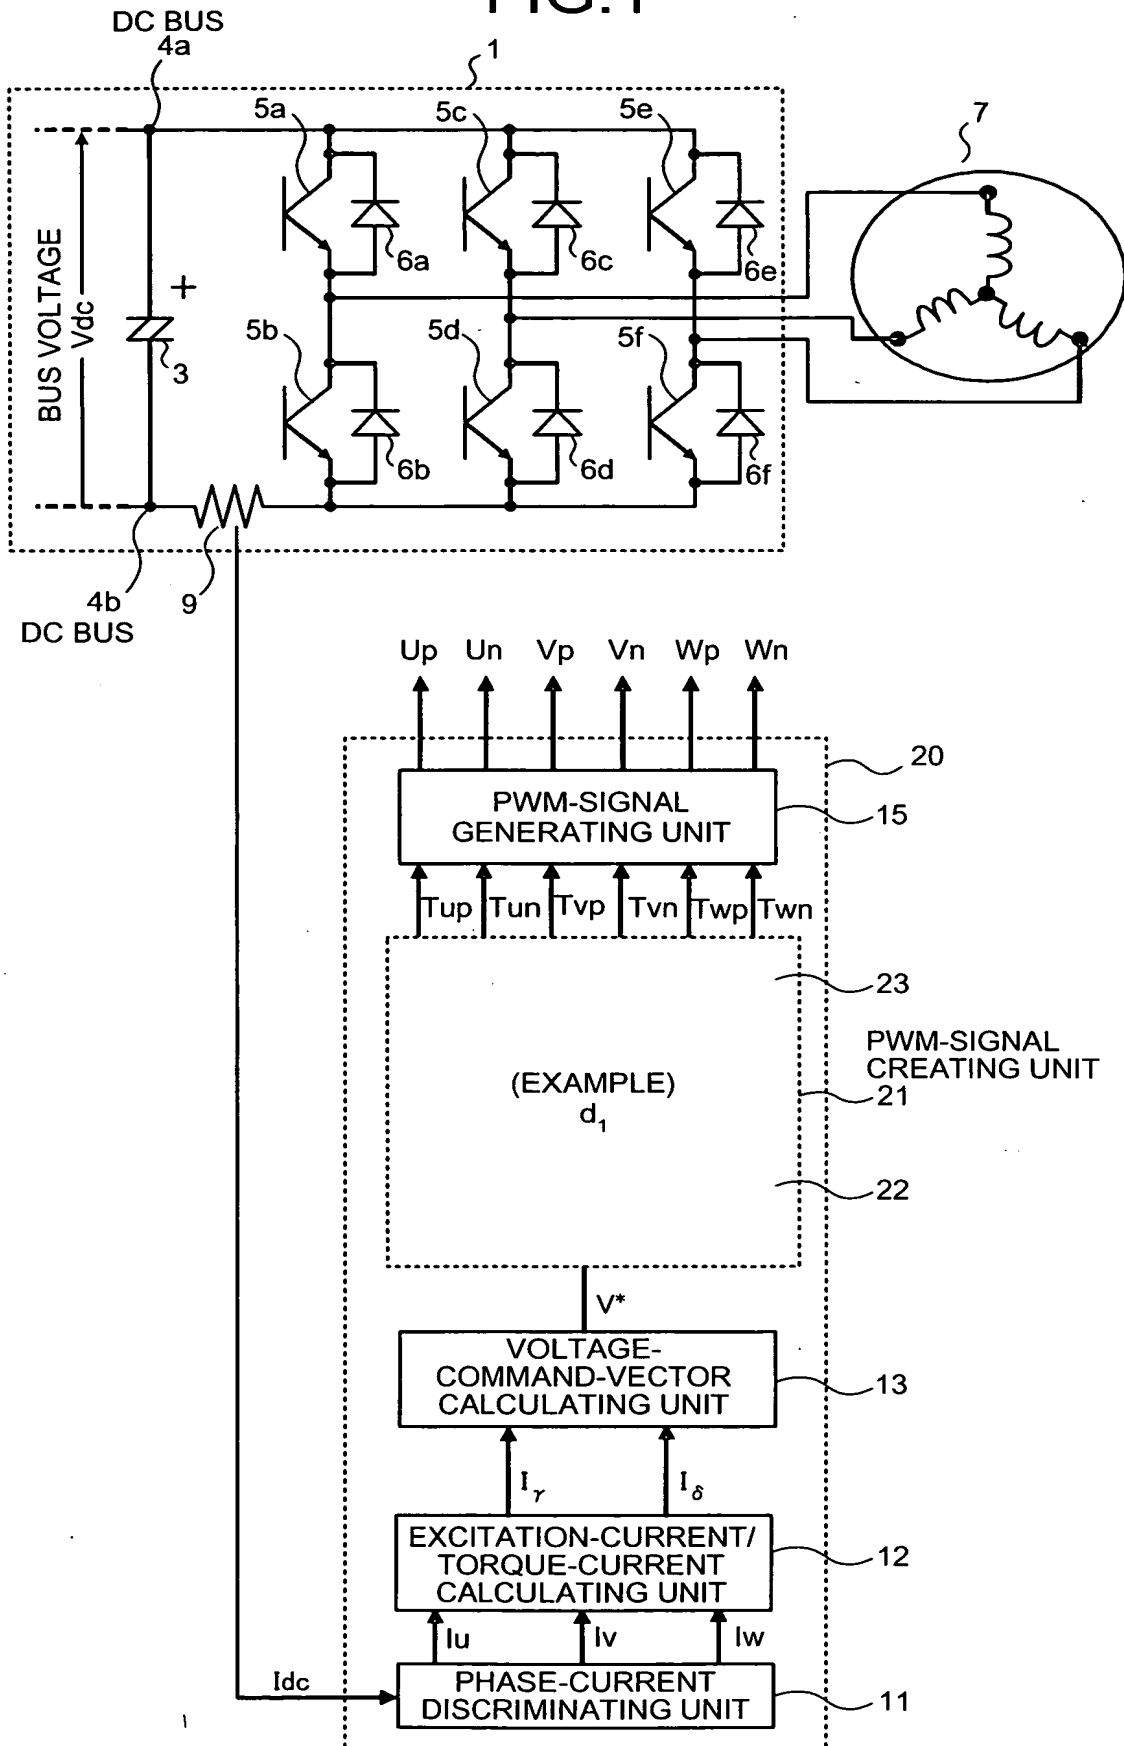 FIG.1
DC BUS
4a
1
5a
5c
5e
7
BUS VOLTAGE
Vdc
+
3
6a
6c
6e
5b
5d
5f
6b
6d
6f
4b
DC BUS
9
Up Un Vp Vn Wp Wn
20
PWM-SIGNAL
GENERATING UNIT
15
Tup Tun Tvp Tvn Twp Twn
23
PWM-SIGNAL
CREATING UNIT
21
(EXAMPLE)
d₁
22
V*
VOLTAGE-
COMMAND-VECTOR
CALCULATING UNIT
13
Iγ Iδ
EXCITATION-CURRENT/
TORQUE-CURRENT
CALCULATING UNIT
12
Iu Iv Iw
Idc
PHASE-CURRENT
DISCRIMINATING UNIT
11